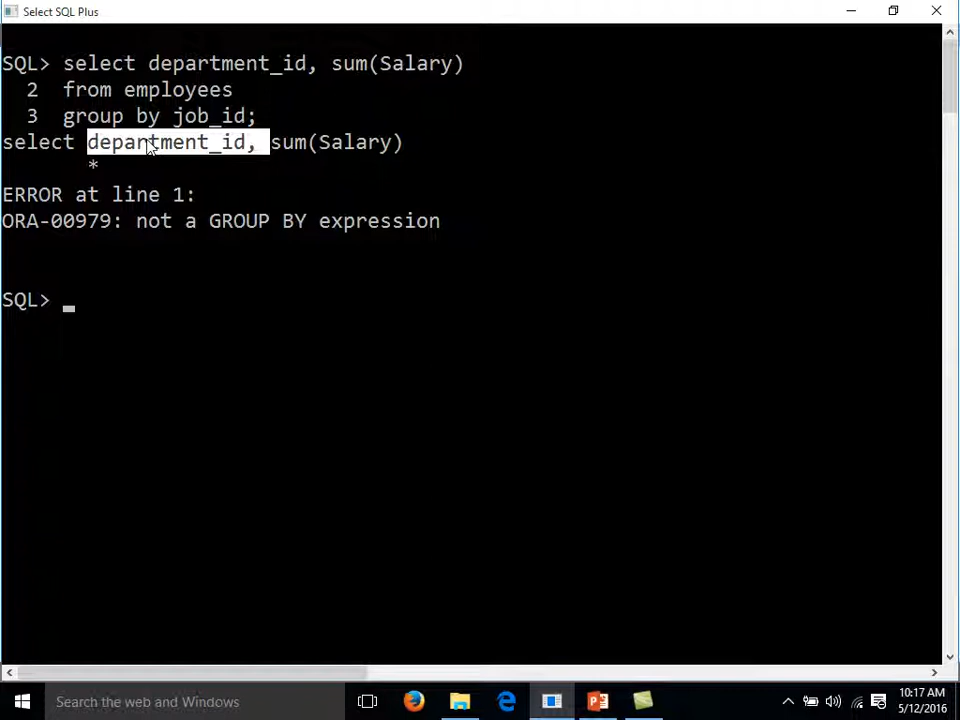 Select SQL Plus
SQL> select department_id, sum(Salary)
2 from employees
3 group by job_id;
select department_id, sum(Salary)
*
ERROR at line 1:
ORA-00979: not a GROUP BY expression
SQL>
Search the web and Windows
10:17 AM
5/12/2016